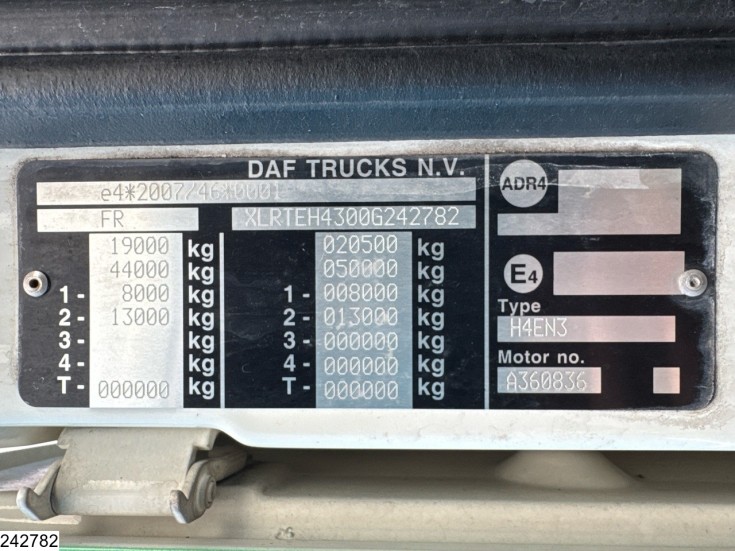 DAF TRUCKS N.V.
e4*2007/46*0001
FR XLRTEH4300G242782
19000 kg 020500 kg
44000 kg 050000 kg
1- 8000 kg 1- 008000 kg
2- 13000 kg 2- 013000 kg
3- kg 3- 000000 kg
4- kg 4- 000000 kg
T- 000000 kg T- 000000 kg
ADR4
E4
Type
H4EN3
Motor no.
A360836
242782